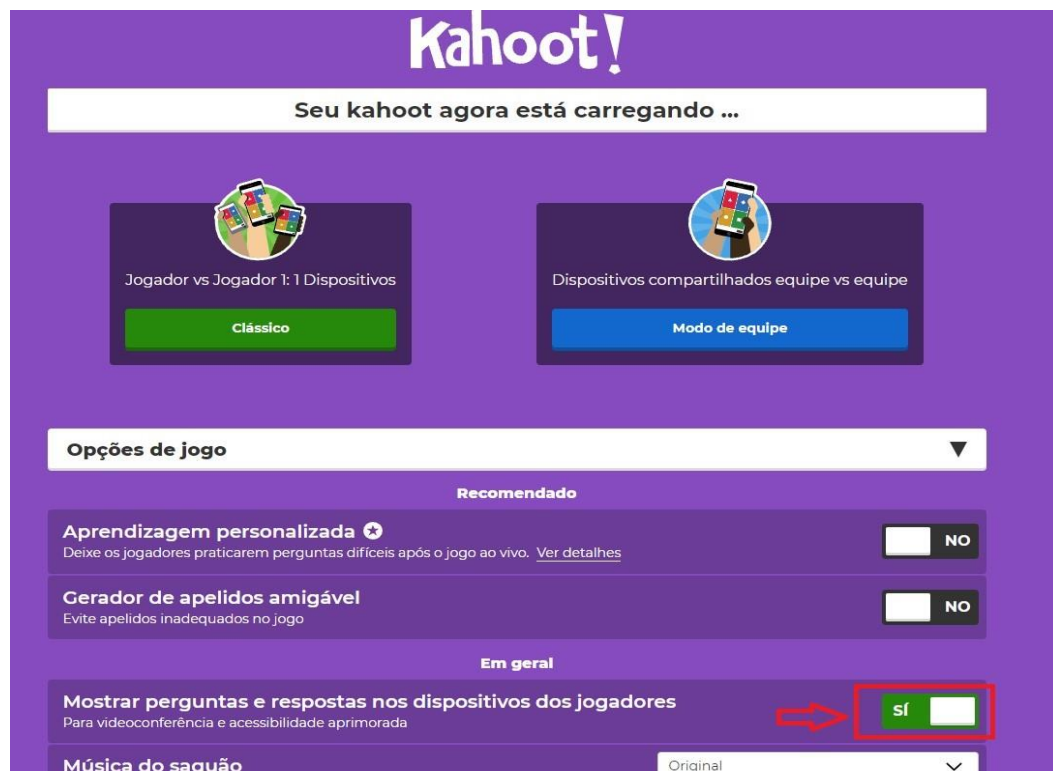 Kahoot!
Seu kahoot agora está carregando ...
Jogador vs Jogador 1: 1 Dispositivos
Clássico
Dispositivos compartilhados equipe vs equipe
Modo de equipe
Opções de jogo
Recomendado
Aprendizagem personalizada
Deixe os jogadores praticarem perguntas difíceis após o jogo ao vivo. Ver detalhes
NO
Gerador de apelidos amigável
Evite apelidos inadequados no jogo
NO
Em geral
Mostrar perguntas e respostas nos dispositivos dos jogadores
Para videoconferência e acessibilidade aprimorada
SÍ
Música do saguão
Original